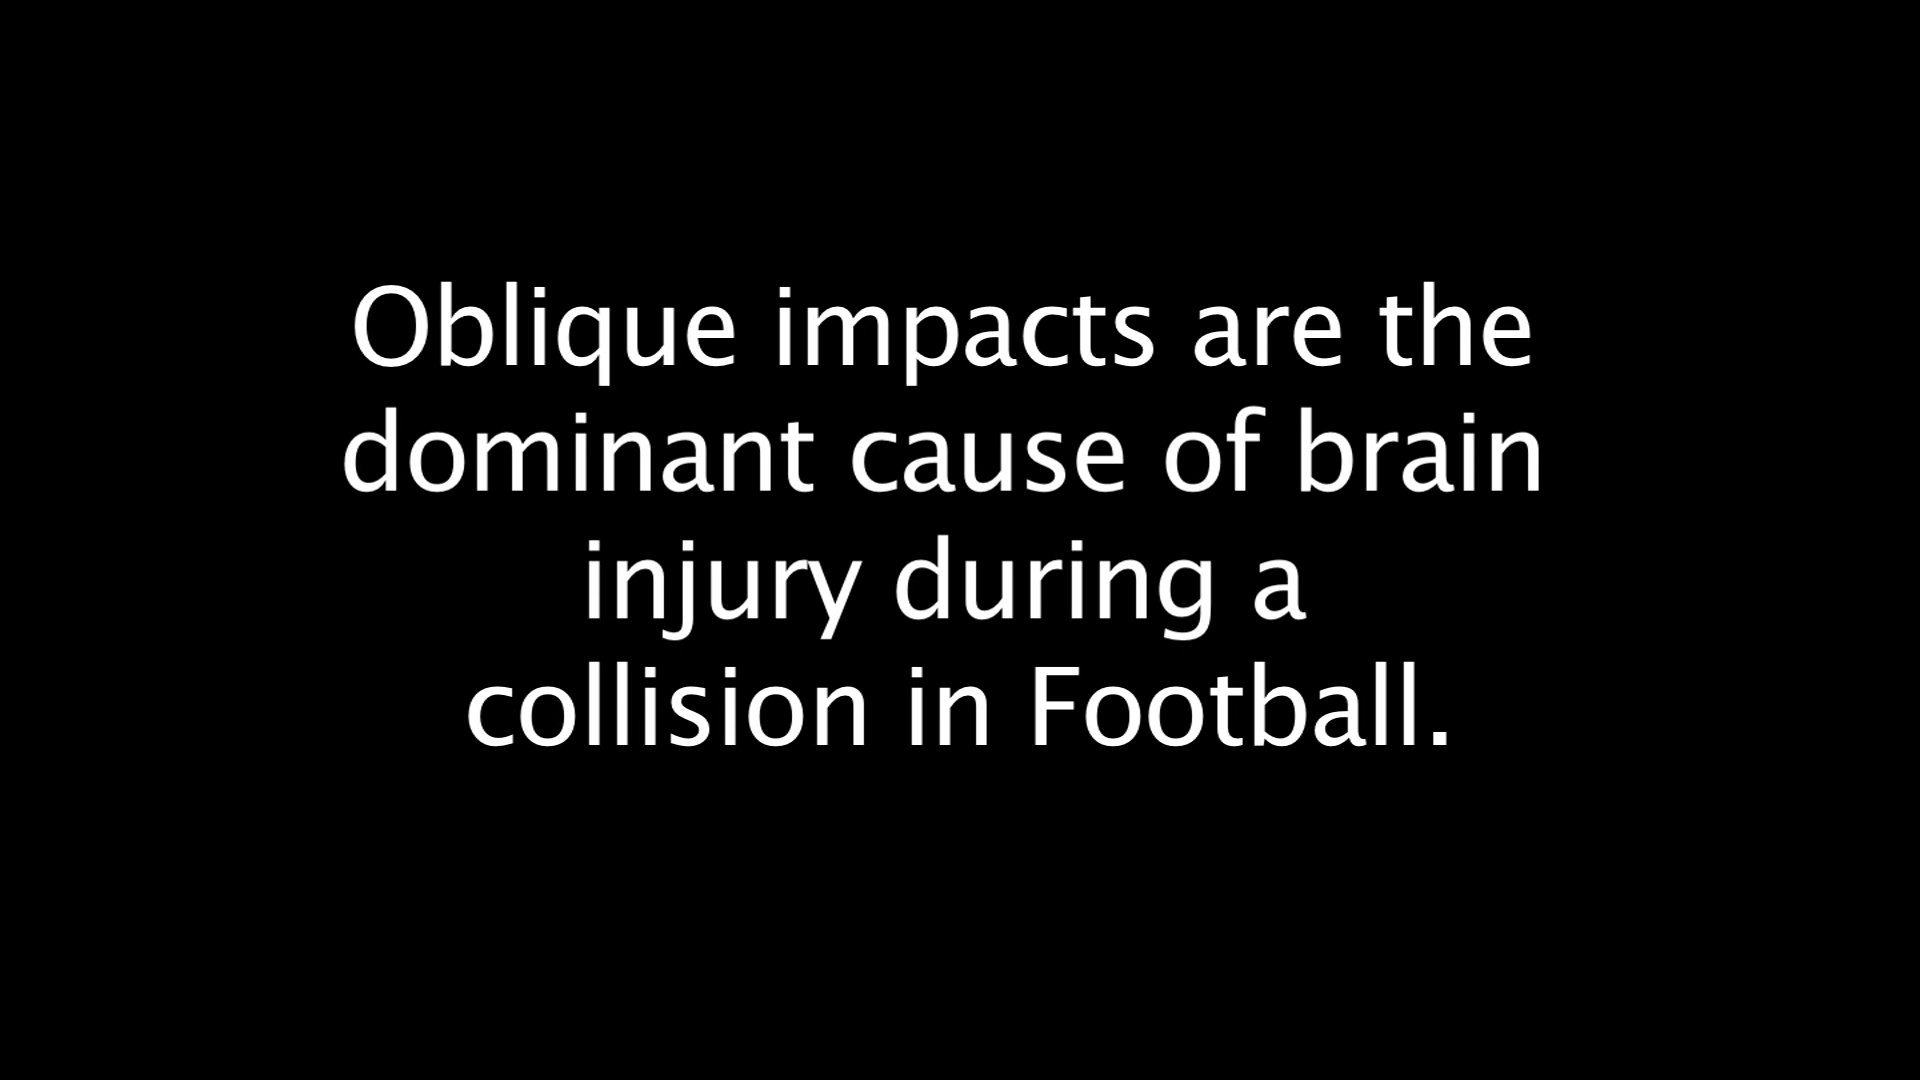 Oblique impacts are the
dominant cause of brain
injury during a
collision in Football.